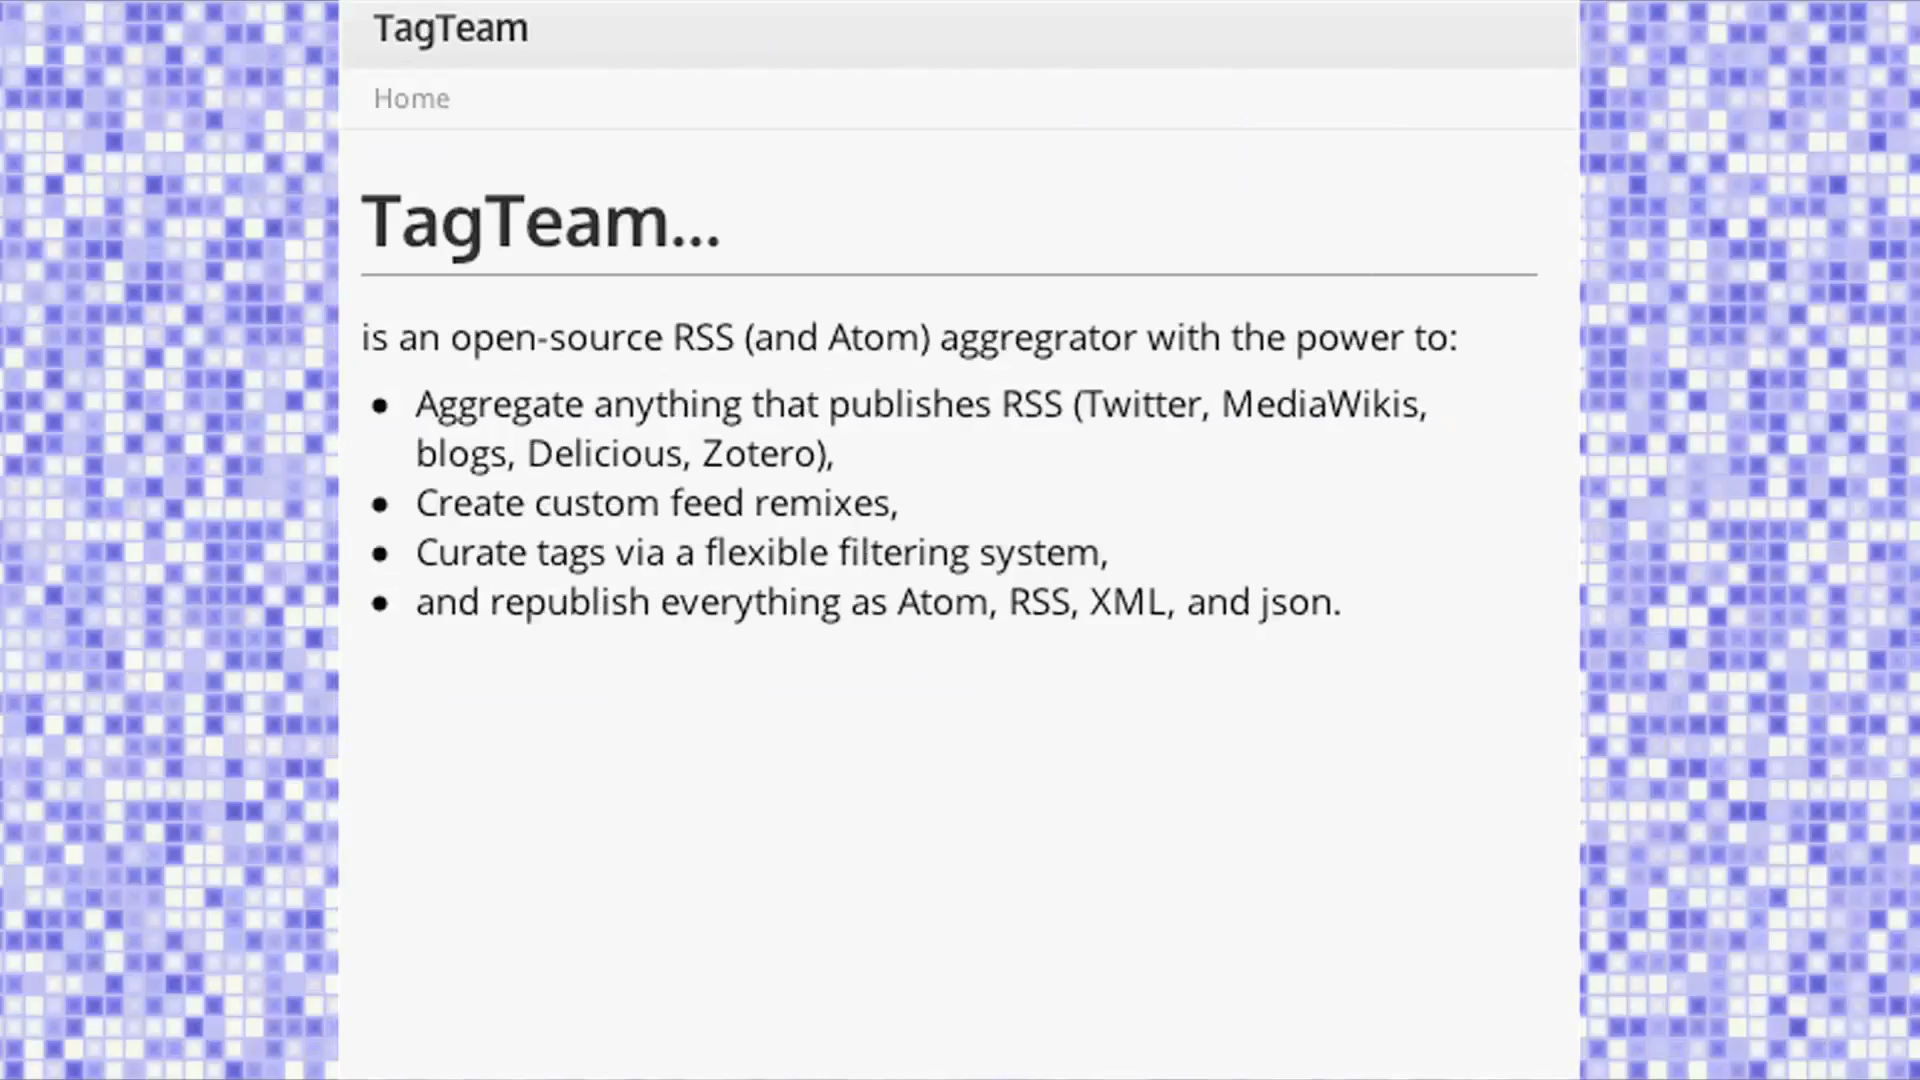 TagTeam
Home
TagTeam...
is an open-source RSS (and Atom) aggregrator with the power to:
• Aggregate anything that publishes RSS (Twitter, MediaWikis,
blogs, Delicious, Zotero),
• Create custom feed remixes,
• Curate tags via a flexible filtering system,
• and republish everything as Atom, RSS, XML, and json.